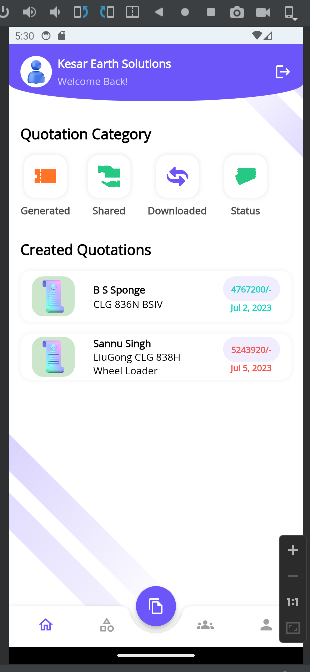 5:30
Kesar Earth Solutions
Welcome Back!
Quotation Category
Generated Shared Downloaded Status
Created Quotations
B S Sponge
CLG 836N BSIV
4767200/-
Jul 2, 2023
Sannu Singh
LiuGong CLG 838H
Wheel Loader
5243920/-
Jul 5, 2023
1:1